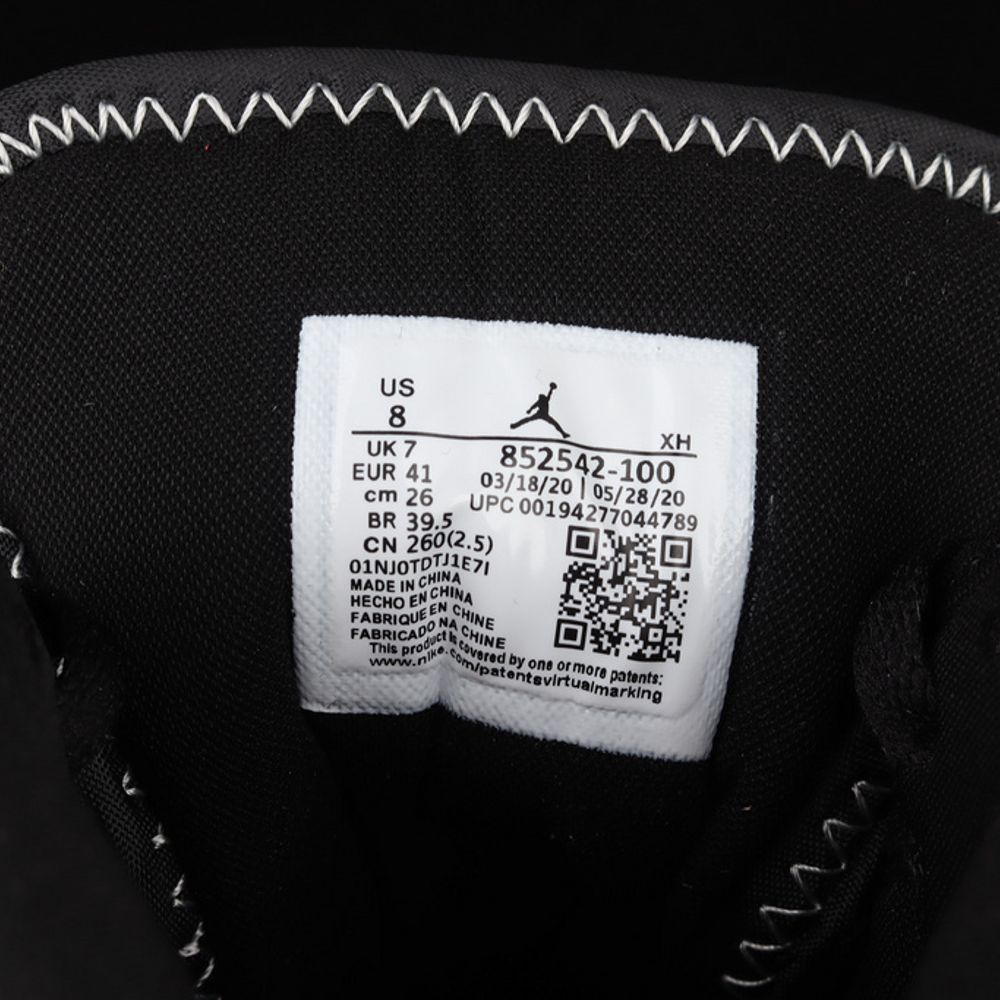 US
8
XH
UK 7
EUR 41
cm 26
BR 39.5
CN 260(2.5)
852542-100
03/18/20 | 05/28/20
UPC 00194277044789
01NJ0TDTJ1E7I
MADE IN CHINA
HECHO EN CHINA
FABRIQUE EN CHINE
FABRICADO NA CHINE
This product is covered by one or more patents:
www.nike.com/patentsvirtualmarking